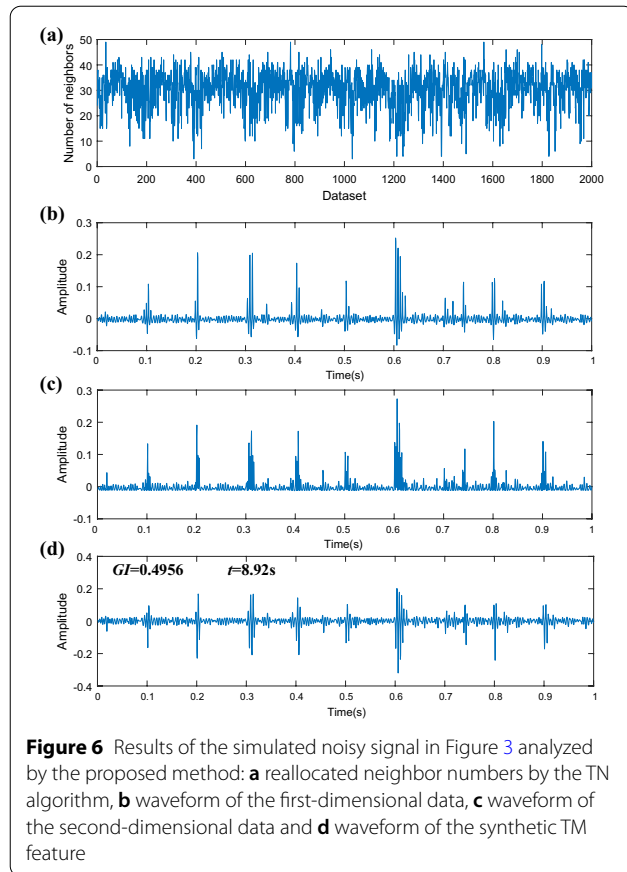 (a)
50
40
30
20
10
0
Number of neighbors
0 200 400 600 800 1000 1200 1400 1600 1800 2000
Dataset
(b)
0.3
0.2
0.1
0
-0.1
Amplitude
0 0.1 0.2 0.3 0.4 0.5 0.6 0.7 0.8 0.9 1
Time(s)
(c)
0.3
0.2
0.1
0
-0.1
Amplitude
0 0.1 0.2 0.3 0.4 0.5 0.6 0.7 0.8 0.9 1
Time(s)
(d)
GI=0.4956 t=8.92s
0.4
0.2
0
-0.2
-0.4
Amplitude
0 0.1 0.2 0.3 0.4 0.5 0.6 0.7 0.8 0.9 1
Time(s)
Figure 6 Results of the simulated noisy signal in Figure 3 analyzed
by the proposed method: a reallocated neighbor numbers by the TN
algorithm, b waveform of the first-dimensional data, c waveform of
the second-dimensional data and d waveform of the synthetic TM
feature